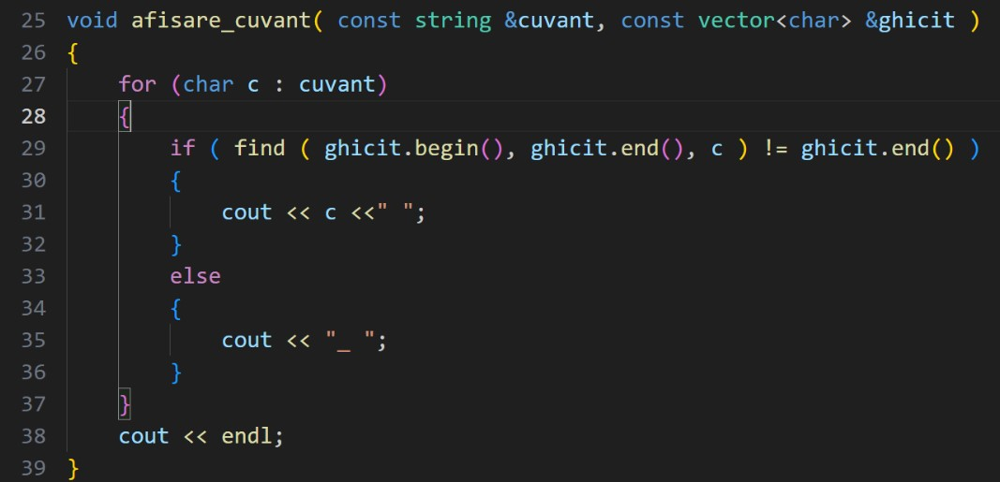 25 void afisare_cuvant( const string &cuvant, const vector<char> &ghicit )
26 {
27     for (char c : cuvant)
28     {
29         if ( find ( ghicit.begin(), ghicit.end(), c ) != ghicit.end() )
30         {
31             cout << c <<" ";
32         }
33         else
34         {
35             cout << "_ ";
36         }
37     }
38     cout << endl;
39 }